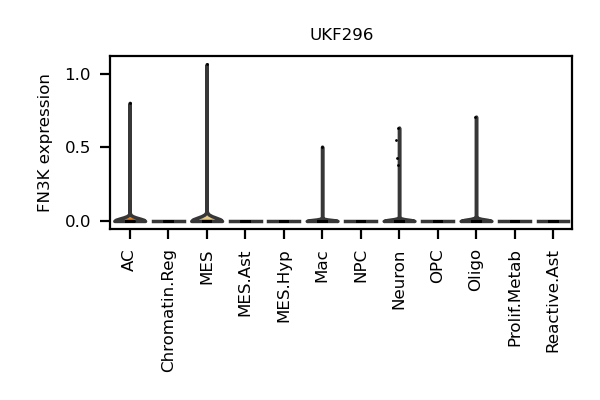 UKF296
FN3K expression
1.0
0.5
0.0
AC
Chromatin.Reg
MES
MES.Ast
MES.Hyp
Mac
NPC
Neuron
OPC
Oligo
Prolif.Metab
Reactive.Ast